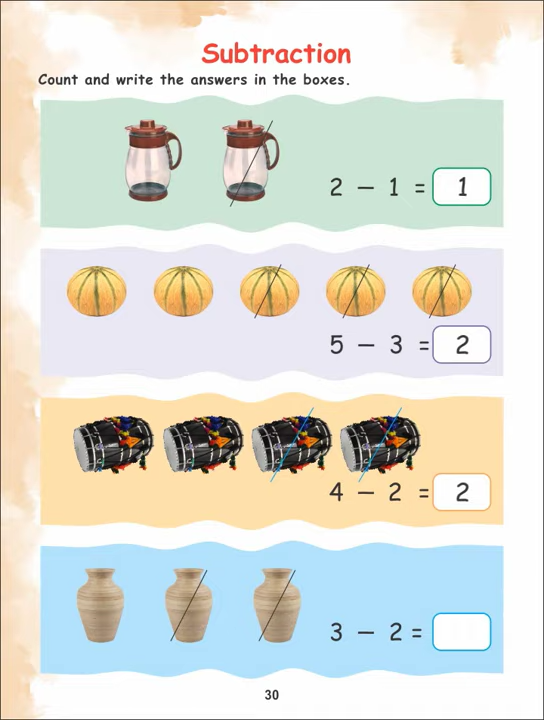 Subtraction
Count and write the answers in the boxes.
2 – 1 = 1
5 – 3 = 2
4 – 2 = 2
3 – 2 =
30